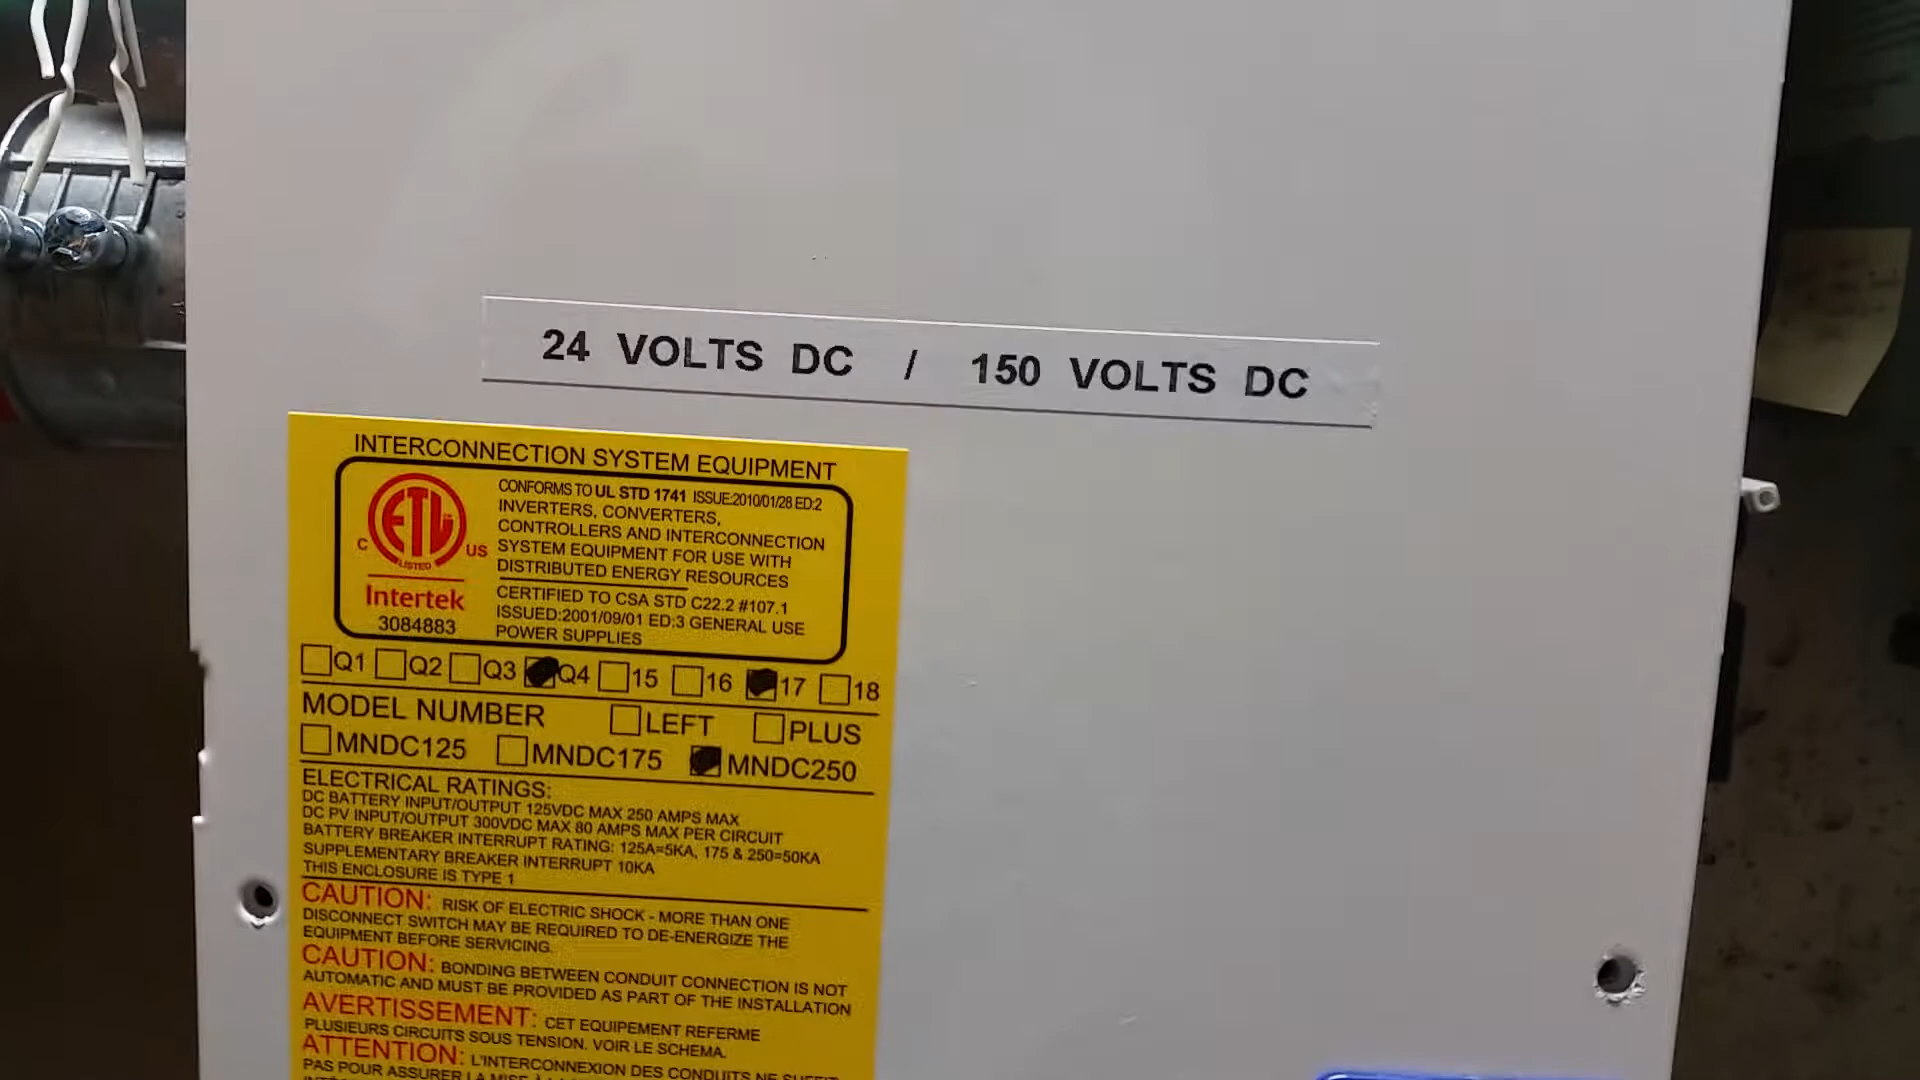 24 VOLTS DC / 150 VOLTS DC
INTERCONNECTION SYSTEM EQUIPMENT
CONFORMS TO UL STD 1741 ISSUE:2010/01/28 ED:2
INVERTERS, CONVERTERS,
CONTROLLERS AND INTERCONNECTION
SYSTEM EQUIPMENT FOR USE WITH
DISTRIBUTED ENERGY RESOURCES
CERTIFIED TO CSA STD C22.2 #107.1
ISSUED:2001/09/01 ED:3 GENERAL USE
POWER SUPPLIES
ETL
C US
LISTED
Intertek
3084883
Q1 Q2 Q3 Q4 15 16 17 18
MODEL NUMBER LEFT PLUS
MNDC125 MNDC175 MNDC250
ELECTRICAL RATINGS:
DC BATTERY INPUT/OUTPUT 125VDC MAX 250 AMPS MAX
DC PV INPUT/OUTPUT 300VDC MAX 80 AMPS MAX PER CIRCUIT
BATTERY BREAKER INTERRUPT RATING: 125A=5KA, 175 & 250=50KA
SUPPLEMENTARY BREAKER INTERRUPT 10KA
THIS ENCLOSURE IS TYPE 1
CAUTION: RISK OF ELECTRIC SHOCK - MORE THAN ONE
DISCONNECT SWITCH MAY BE REQUIRED TO DE-ENERGIZE THE
EQUIPMENT BEFORE SERVICING.
CAUTION: BONDING BETWEEN CONDUIT CONNECTION IS NOT
AUTOMATIC AND MUST BE PROVIDED AS PART OF THE INSTALLATION
AVERTISSEMENT: CET EQUIPEMENT REFERME
PLUSIEURS CIRCUITS SOUS TENSION. VOIR LE SCHEMA.
ATTENTION: L'INTERCONNEXION DES CONDUITS NE SUFFIT
PAS POUR ASSURER LA MISE À LA